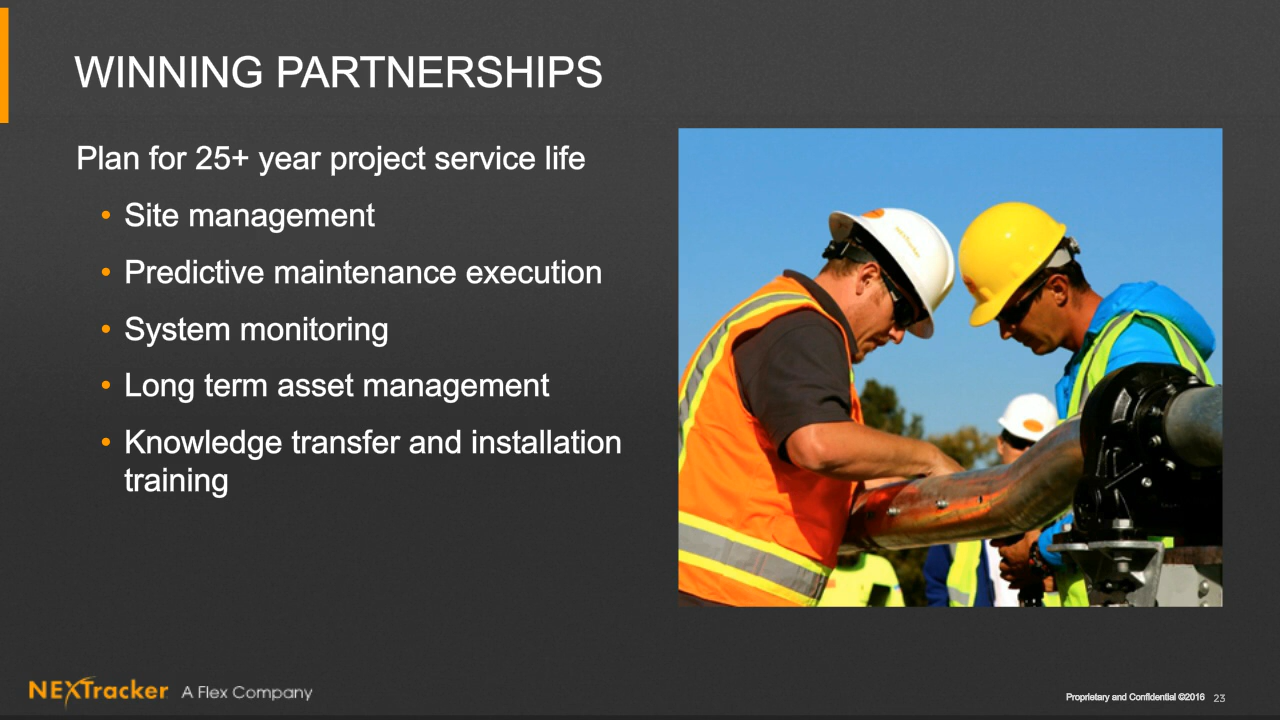 WINNING PARTNERSHIPS
Plan for 25+ year project service life
• Site management
• Predictive maintenance execution
• System monitoring
• Long term asset management
• Knowledge transfer and installation
training
NEXTracker
NEXTracker A Flex Company
Proprietary and Confidential ©2016 23